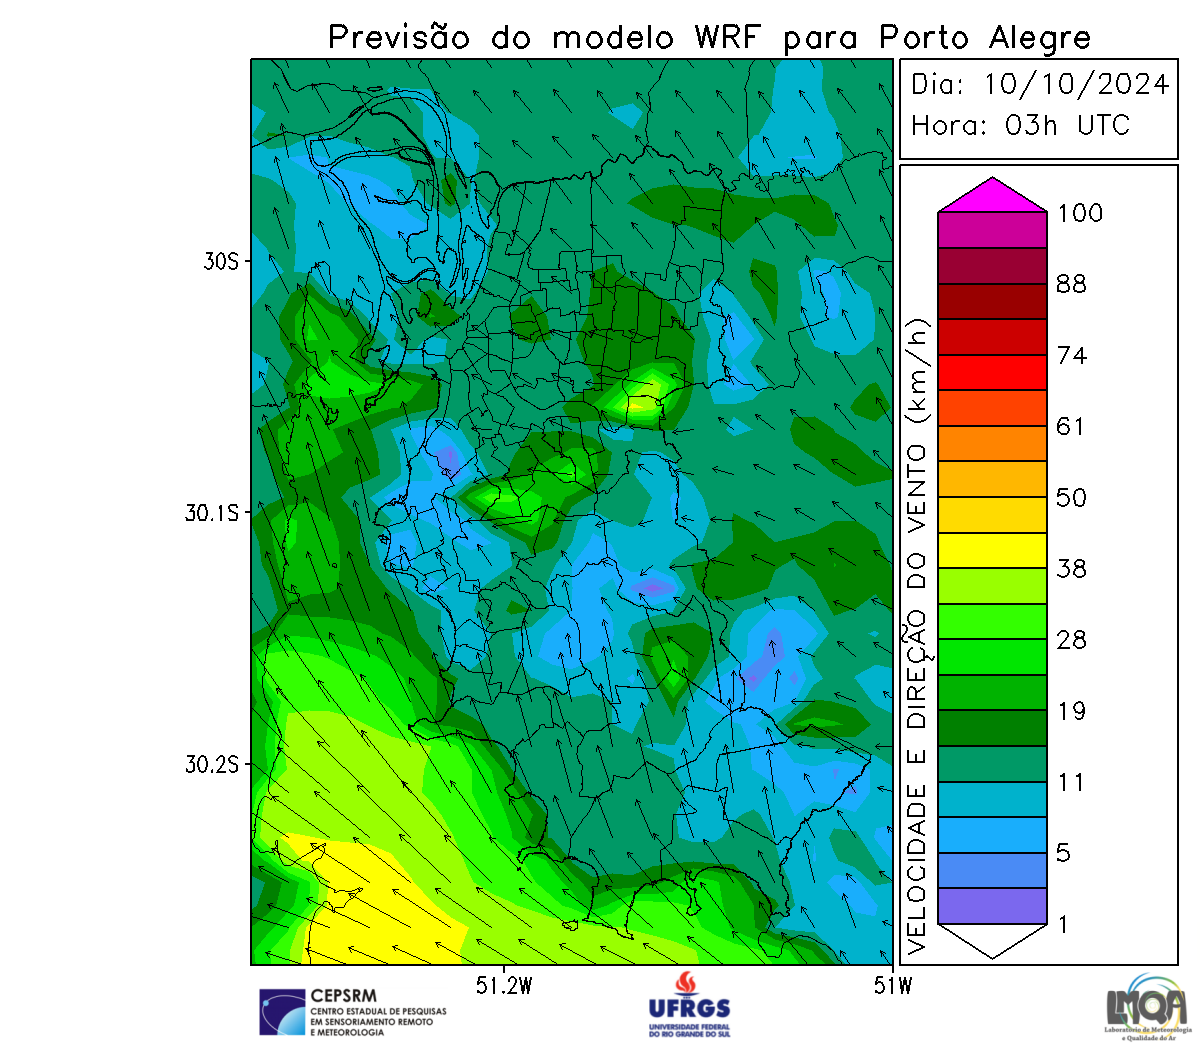 Previsão do modelo WRF para Porto Alegre
Dia: 10/10/2024
Hora: 03h UTC
30S
30.1S
30.2S
51.2W
51W
VELOCIDADE E DIREÇÃO DO VENTO (km/h)
100
88
74
61
50
38
28
19
11
5
1
CEPSRM
CENTRO ESTADUAL DE PESQUISAS
EM SENSORIAMENTO REMOTO
E METEOROLOGIA
UFRGS
UNIVERSIDADE FEDERAL
DO RIO GRANDE DO SUL
LMQA
Laboratório de Meteorologia
e Qualidade do Ar